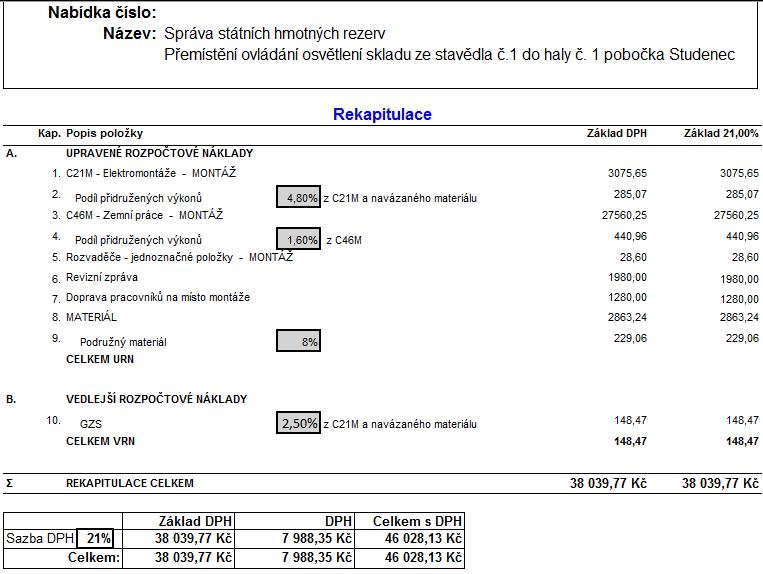 Nabídka číslo:
Název: Správa státních hmotných rezerv
Přemístění ovládání osvětlení skladu ze stavědla č.1 do haly č. 1 pobočka Studenec
Rekapitulace
Kap. Popis položky Základ DPH Základ 21,00%
A. UPRAVENÉ ROZPOČTOVÉ NÁKLADY
1. C21M - Elektromontáže - MONTÁŽ 3075,65 3075,65
2. Podíl přidružených výkonů 4,80% z C21M a navázaného materiálu 285,07 285,07
3. C46M - Zemní práce - MONTÁŽ 27560,25 27560,25
4. Podíl přidružených výkonů 1,60% z C46M 440,96 440,96
5. Rozvaděče - jednoznačné položky - MONTÁŽ 28,60 28,60
6. Revizní zpráva 1980,00 1980,00
7. Doprava pracovníků na místo montáže 1280,00 1280,00
8. MATERIÁL 2863,24 2863,24
9. Podružný materiál 8% 229,06 229,06
CELKEM URN
B. VEDLEJŠÍ ROZPOČTOVÉ NÁKLADY
10. GZS 2,50% z C21M a navázaného materiálu 148,47 148,47
CELKEM VRN 148,47 148,47
Σ REKAPITULACE CELKEM 38 039,77 Kč 38 039,77 Kč
Základ DPH DPH Celkem s DPH
Sazba DPH 21% 38 039,77 Kč 7 988,35 Kč 46 028,13 Kč
Celkem: 38 039,77 Kč 7 988,35 Kč 46 028,13 Kč